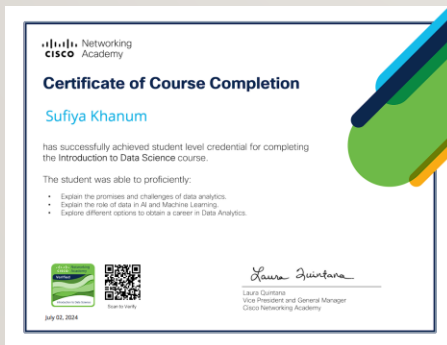 Networking
CISCO Academy
Certificate of Course Completion
Sufiya Khanum
has successfully achieved student level credential for completing
the Introduction to Data Science course.
The student was able to proficiently:
• Explain the promises and challenges of data analytics.
• Explain the role of data in AI and Machine Learning.
• Explore different options to obtain a career in Data Analytics.
Scan to Verify
Laura Quintana
Laura Quintana
Vice President and General Manager
Cisco Networking Academy
July 02, 2024